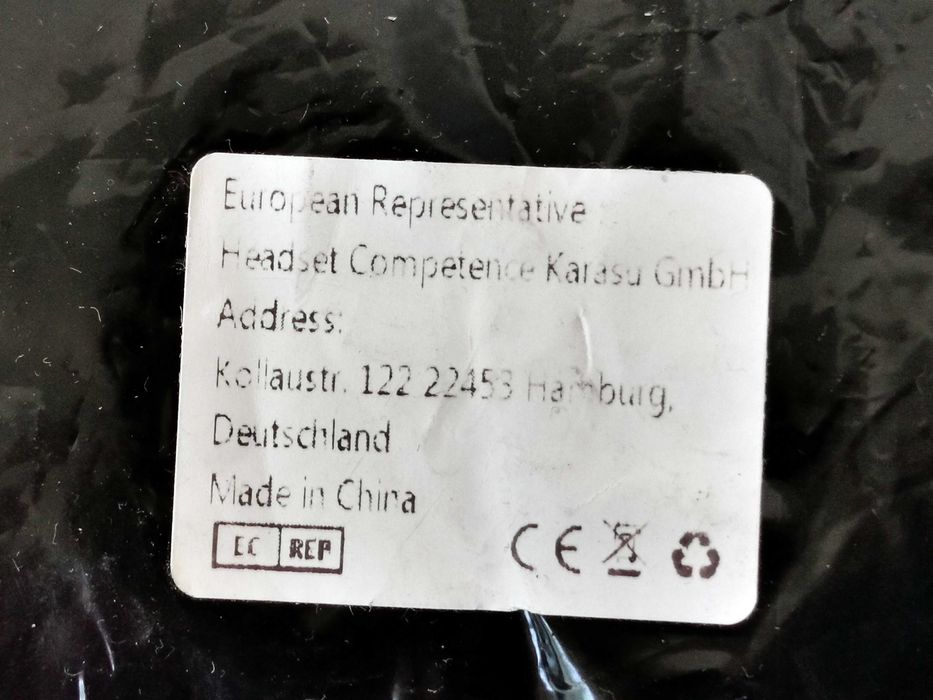 European Representative
Headset Competence Karasu GmbH
Address:
Kollaustr. 122 22453 Hamburg,
Deutschland
Made in China
EC REP CE